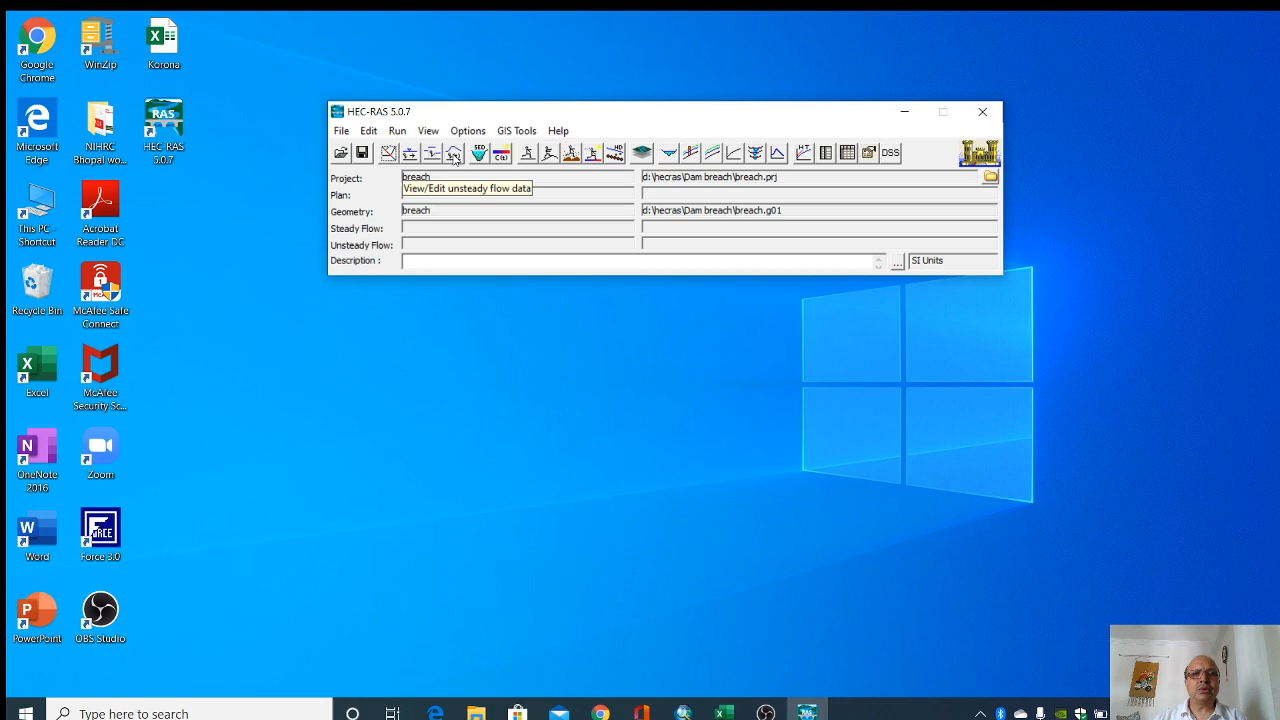 Google
Chrome
WinZip
Korona
Microsoft
Edge
NIHRC
Bhopal wo...
RAS
HEC-RAS
5.0.7
This PC -
Shortcut
Acrobat
Reader DC
Recycle Bin
McAfee
McAfee Safe
Connect
Excel
McAfee
Security Sc...
OneNote
2016
Zoom
Word
FREE
Force 3.0
PowerPoint
OBS Studio
HEC-RAS 5.0.7
File Edit Run View Options GIS Tools Help
DSS
Project: breach d:\hecras\Dam breach\breach.prj
View/Edit unsteady flow data
Plan:
Geometry: breach d:\hecras\Dam breach\breach.g01
Steady Flow:
Unsteady Flow:
Description : ... SI Units
Type here to search